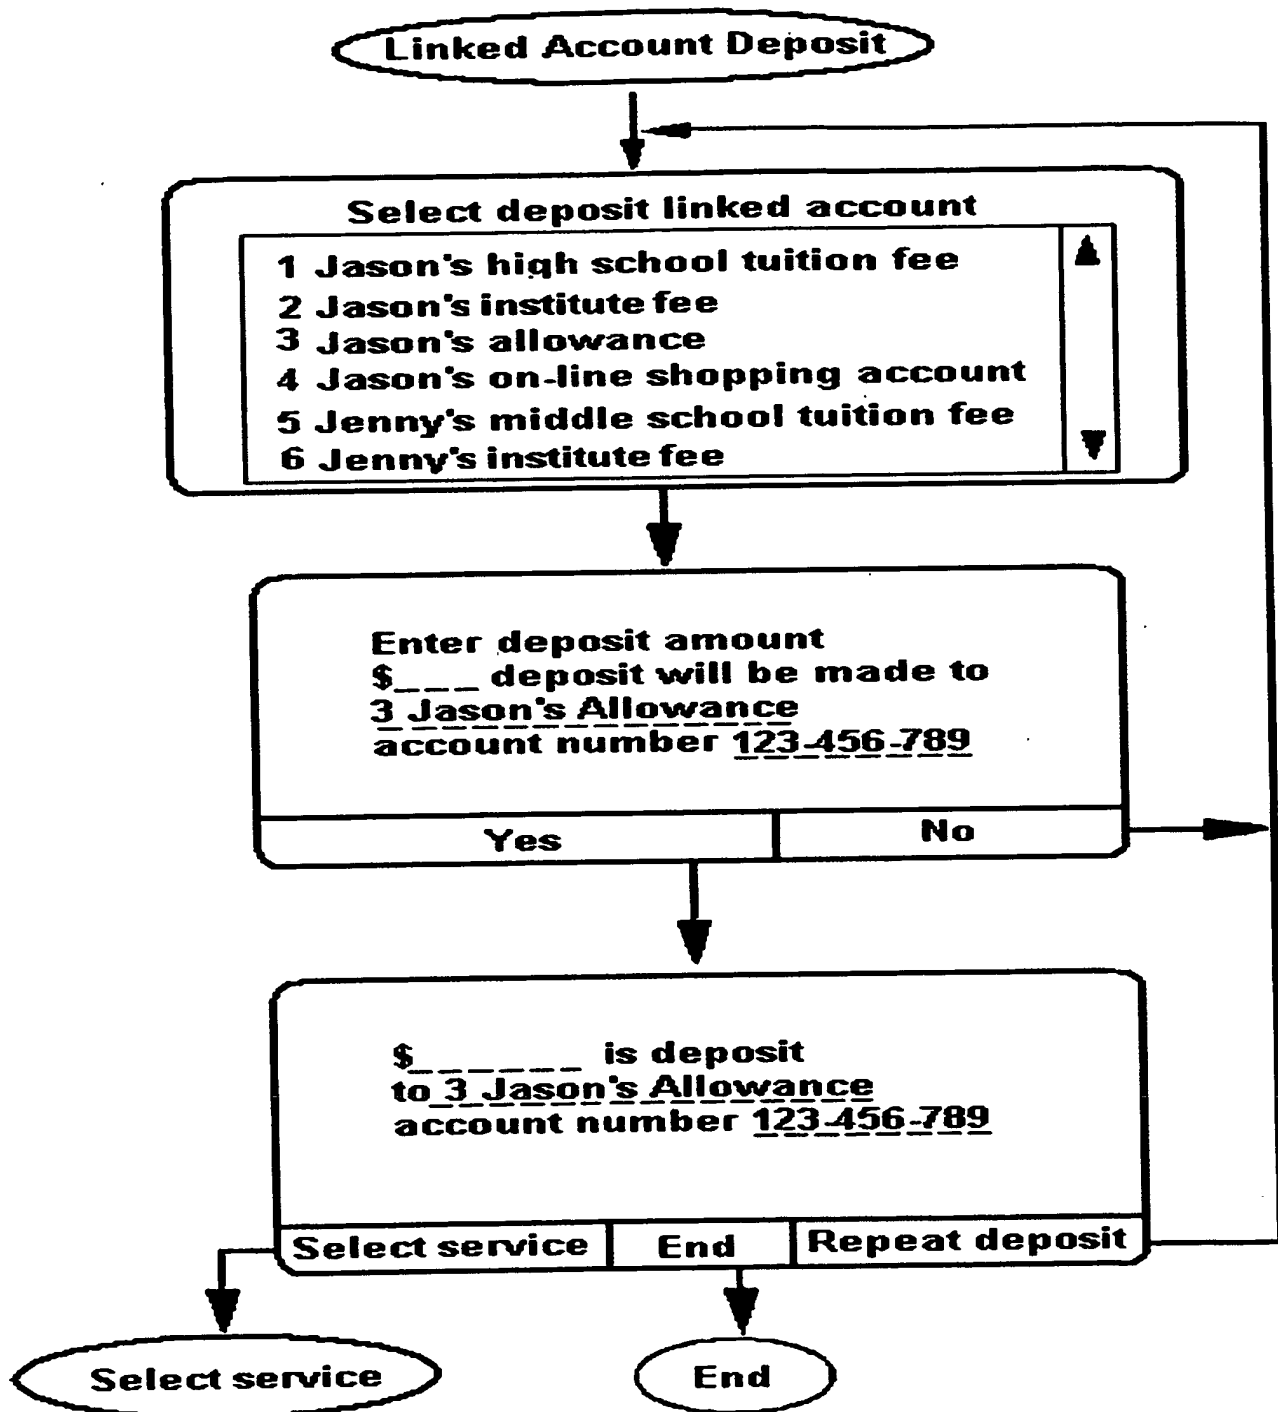 Linked Account Deposit
Select deposit linked account
1 Jason's high school tuition fee
2 Jason's institute fee
3 Jason's allowance
4 Jason's on-line shopping account
5 Jenny's middle school tuition fee
6 Jenny's institute fee
Enter deposit amount
$___ deposit will be made to
3 Jason's Allowance
account number 123-456-789
Yes
No
$______ is deposit
to 3 Jason's Allowance
account number 123-456-789
Select service
End
Repeat deposit
Select service
End